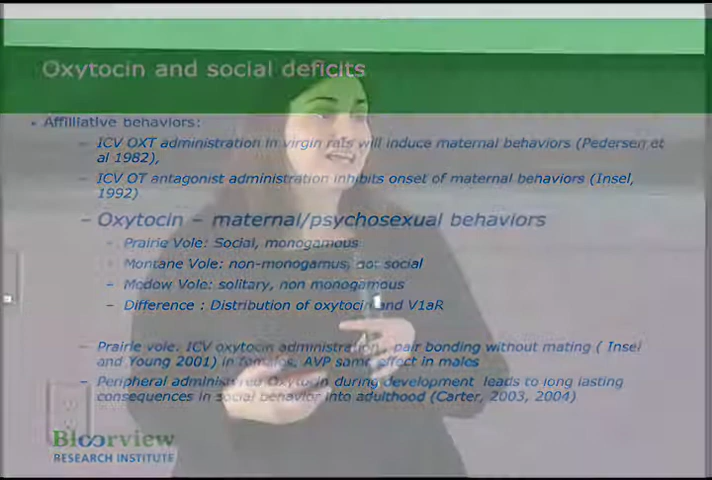 Oxytocin and social deficits
Affiliative behaviors:
– ICV OXT administration in virgin rats will induce maternal behaviors (Pedersen et
al 1982),
– ICV OT antagonist administration inhibits onset of maternal behaviors (Insel,
1992)
– Oxytocin – maternal/psychosexual behaviors
– Prairie Vole: Social, monogamous
– Montane Vole: non-monogamus, not social
– Medow Vole: solitary, non monogamous
– Difference : Distribution of oxytocin and V1aR
– Prairie vole: ICV oxytocin administration, pair bonding without mating ( Insel
and Young 2001) in females, AVP same effect in males
– Peripheral administered Oxytocin during development leads to long lasting
consequences in social behavior into adulthood (Carter, 2003, 2004)
Bloorview
RESEARCH INSTITUTE